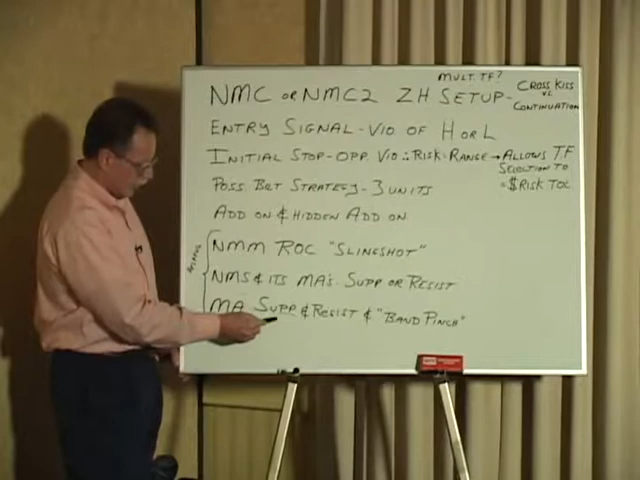 MULT. TF?
NMC OR NMC2 ZH SETUP-
CROSS KISS
VS.
CONTINUATION
ENTRY SIGNAL-VIO OF H OR L
INITIAL STOP-OPP. VIO ∴ RISK=RANGE → ALLOWS T.F
SELECTION TO
=$RISK TOL
POSS BET STRATEGY-3 UNITS
ADD ON & HIDDEN ADD ON
NMM ROC "SLINGSHOT"
NMS & ITS MA'S SUPP OR RESIST
MA SUPP & RESIST & "BAND PINCH"